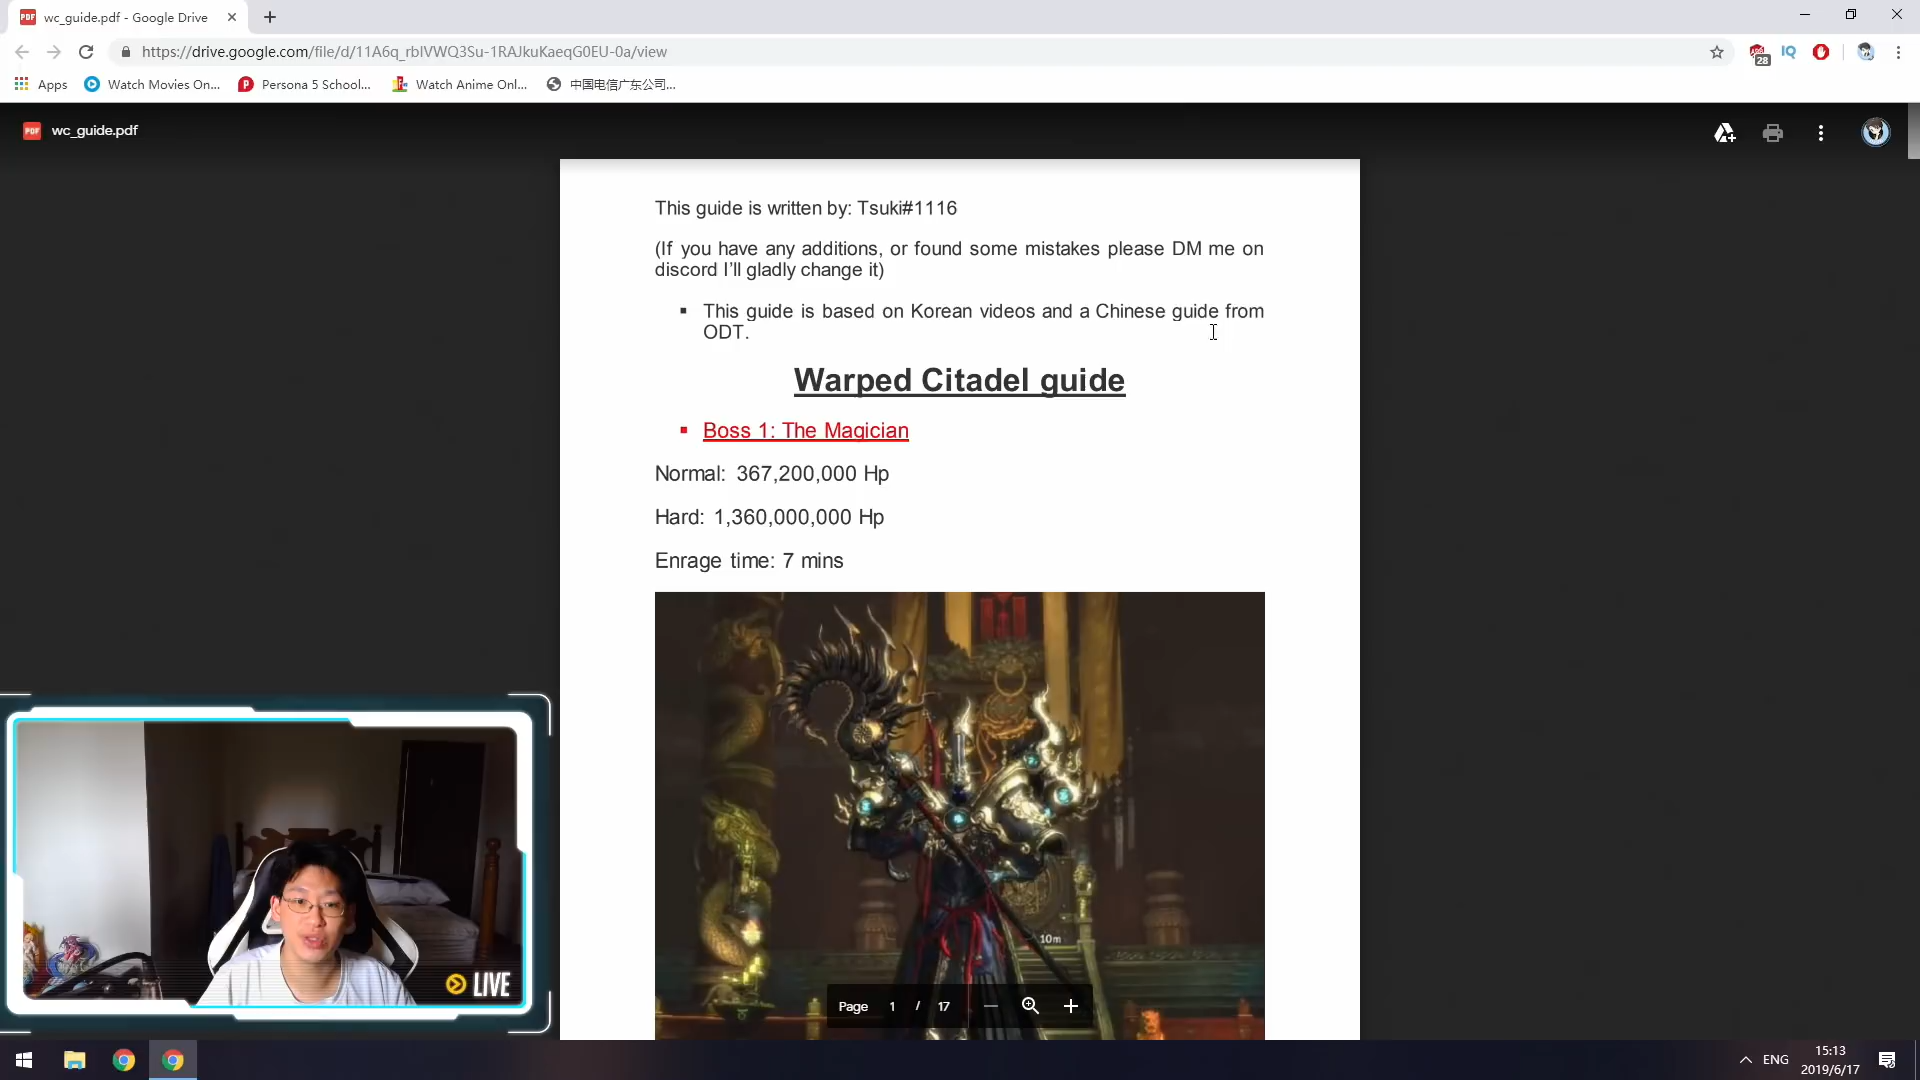 wc_guide.pdf - Google Drive
https://drive.google.com/file/d/11A6q_rblVWQ3Su-1RAJkuKaeqG0EU-0a/view
28
IQ
Apps
Watch Movies On...
Persona 5 School...
Watch Anime Onl...
中国电信广东公司...
PDF
wc_guide.pdf
This guide is written by: Tsuki#1116
(If you have any additions, or found some mistakes please DM me on
discord I'll gladly change it)
▪ This guide is based on Korean videos and a Chinese guide from
ODT.
Warped Citadel guide
▪ Boss 1: The Magician
Normal: 367,200,000 Hp
Hard: 1,360,000,000 Hp
Enrage time: 7 mins
10m
LIVE
Page 1 / 17
ENG
15:13
2019/6/17